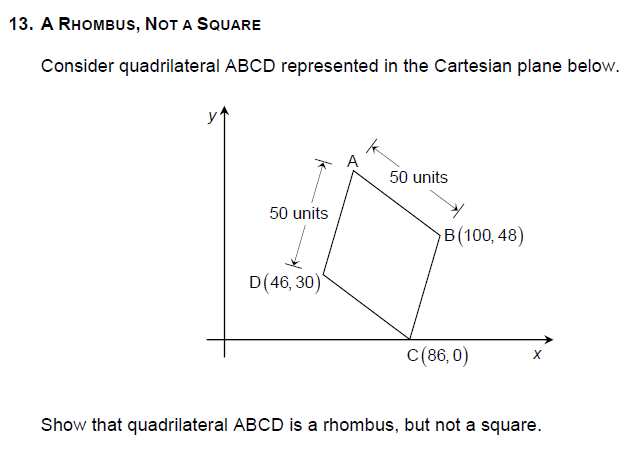 13. A RHOMBUS, NOT A SQUARE
Consider quadrilateral ABCD represented in the Cartesian plane below.
y
A
50 units
50 units
B(100, 48)
D(46, 30)
C(86, 0)
x
Show that quadrilateral ABCD is a rhombus, but not a square.